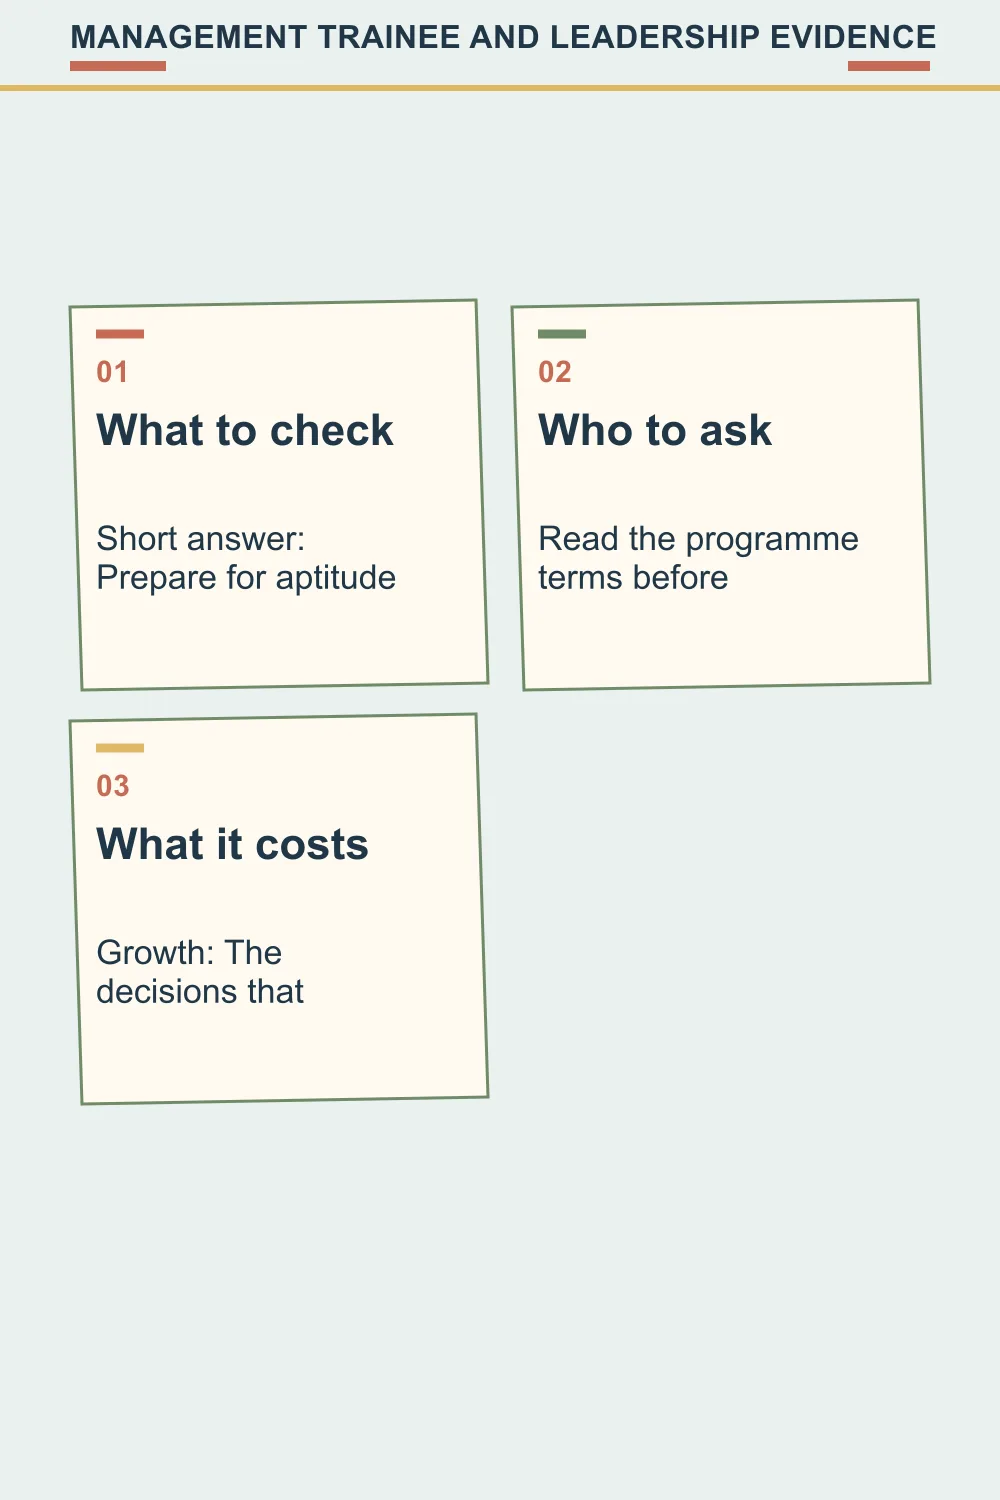 MANAGEMENT TRAINEE AND LEADERSHIP EVIDENCE
01
What to check
Short answer:
Prepare for aptitude
02
Who to ask
Read the programme
terms before
03
What it costs
Growth: The
decisions that